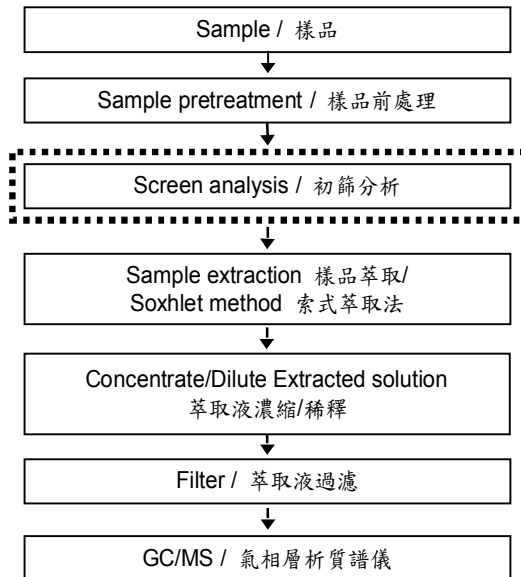 Sample / 樣品
Sample pretreatment / 樣品前處理
Screen analysis / 初篩分析
Sample extraction 樣品萃取/
Soxhlet method 索式萃取法
Concentrate/Dilute Extracted solution
萃取液濃縮/稀釋
Filter / 萃取液過濾
GC/MS / 氣相層析質譜儀